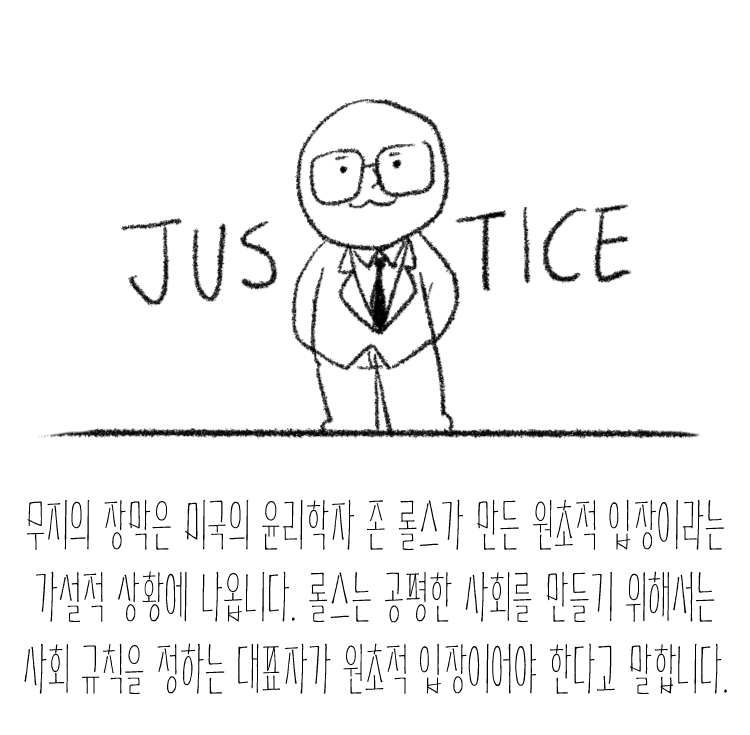 JUSTICE
무지의 장막은 미국의 윤리학자 존 롤스가 만든 원초적 입장이라는
가설적 상황에 나옵니다. 롤스는 공평한 사회를 만들기 위해서는
사회 규칙을 정하는 대표자가 원초적 입장이어야 한다고 말합니다.